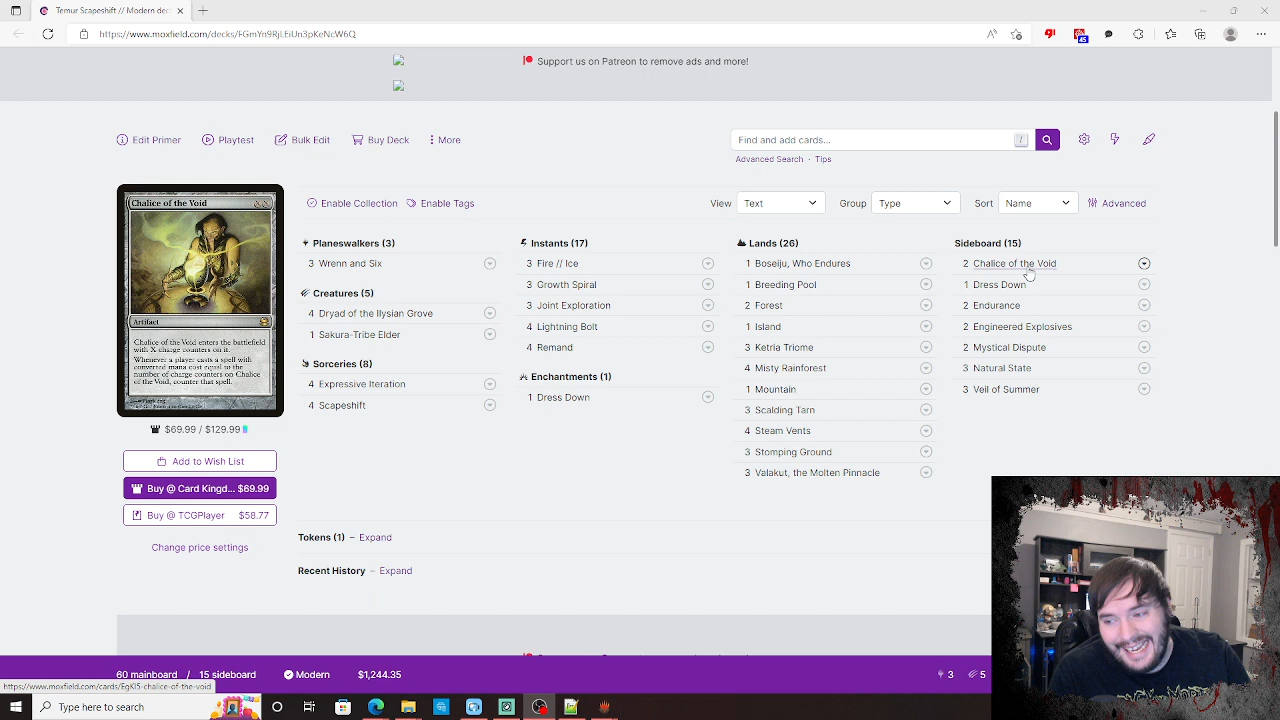 Temur Scapeshift // Modern dec
https://www.moxfield.com/decks/FGmYn9RjLEiUn3pKeNcW6Q
45
Support us on Patreon to remove ads and more!
Edit Primer
Playtest
Bulk Edit
Buy Deck
More
Find and add cards...
/
Advanced Search · Tips
Enable Collection
Enable Tags
View
Text
Group
Type
Sort
Name
Advanced
Chalice of the Void
Artifact
Chalice of the Void enters the battlefield
with X charge counters on it.
Whenever a player casts a spell with
converted mana cost equal to the
number of charge counters on Chalice
of the Void, counter that spell.
$69.99 / $129.99
Add to Wish List
Buy @ Card Kingd... $69.99
Buy @ TCGPlayer $58.77
Change price settings
Planeswalkers (3)
3 Wrenn and Six
Creatures (5)
4 Dryad of the Ilysian Grove
1 Sakura-Tribe Elder
Sorceries (8)
4 Expressive Iteration
4 Scapeshift
Instants (17)
3 Fire // Ice
3 Growth Spiral
3 Joint Exploration
4 Lightning Bolt
4 Remand
Enchantments (1)
1 Dress Down
Lands (26)
1 Boseiju, Who Endures
1 Breeding Pool
2 Forest
1 Island
3 Ketria Triome
4 Misty Rainforest
1 Mountain
3 Scalding Tarn
4 Steam Vents
3 Stomping Ground
3 Valakut, the Molten Pinnacle
Sideboard (15)
2 Chalice of the Void
1 Dress Down
2 Endurance
2 Engineered Explosives
2 Mystical Dispute
3 Natural State
3 Veil of Summer
Tokens (1) – Expand
Recent History – Expand
60 mainboard / 15 sideboard
Modern
$1,244.35
3
5
https://www.moxfield.com/cards/EgKl5-chalice-of-the-void
Type here to search